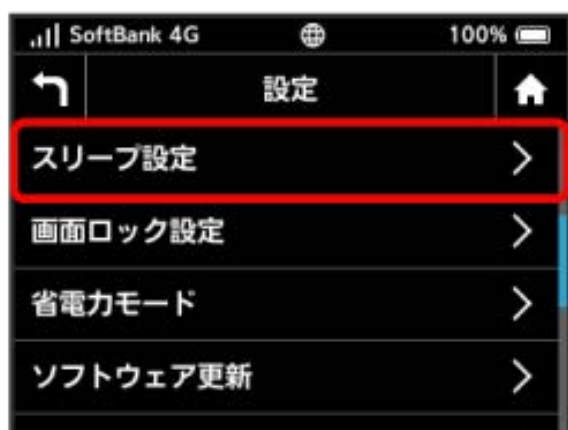 SoftBank 4G 100%
設定
スリープ設定
画面ロック設定
省電力モード
ソフトウェア更新